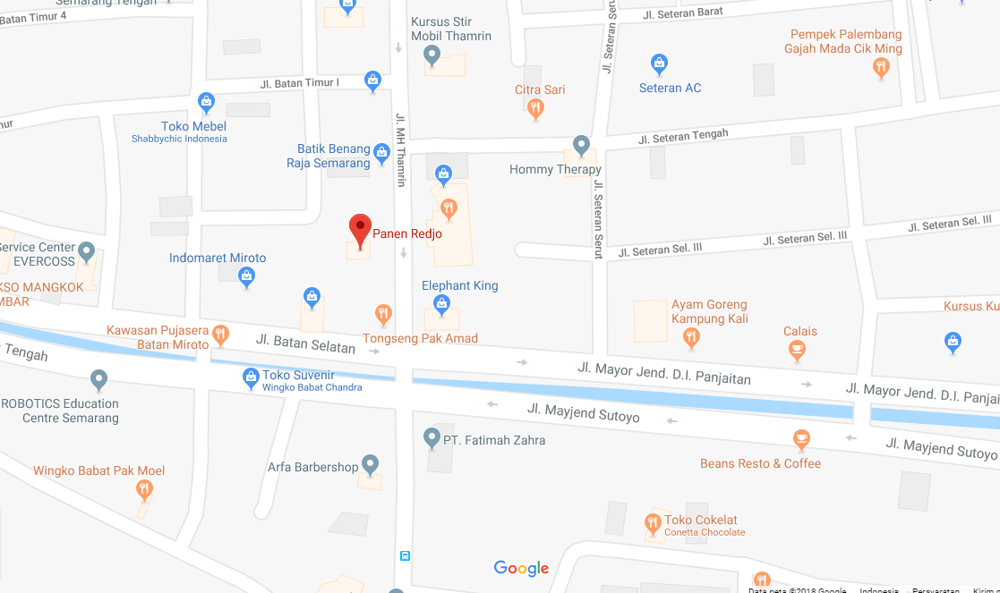 Semarang Tengah
Batan Timur 4
Kursus Stir
Mobil Thamrin
Jl. Seteran Barat
Jl. Seteran Seru
Pempek Palembang
Gajah Mada Cik Ming
Seteran AC
Jl. Batan Timur I
Citra Sari
Toko Mebel
Shabbychic Indonesia
mur
Jl. MH Thamrin
Batik Benang
Raja Semarang
Jl. Seteran Tengah
Hommy Therapy
Jl. Seteran Serut
Panen Redjo
Jl. Seteran Sel. III
Jl. Seteran Sel. III
Jl. Seteran Sel. III
Service Center
EVERCOSS
Indomaret Miroto
KSO MANGKOK
MBAR
Elephant King
Ayam Goreng
Kampung Kali
Kursus Ku
Kawasan Pujasera
Batan Miroto
Jl. Batan Selatan
Tongseng Pak Amad
Calais
Tengah
Toko Suvenir
Wingko Babat Chandra
Jl. Mayor Jend. D.I. Panjaitan
Jl. Mayor Jend. D.I. Panjai
ROBOTICS Education
Centre Semarang
Jl. Mayjend Sutoyo
Jl. Mayjend Sutoyo
PT. Fatimah Zahra
Arfa Barbershop
Beans Resto & Coffee
Wingko Babat Pak Moel
Toko Cokelat
Conetta Chocolate
Google
Data peta ©2018 Google Indonesia Persyaratan Kirim